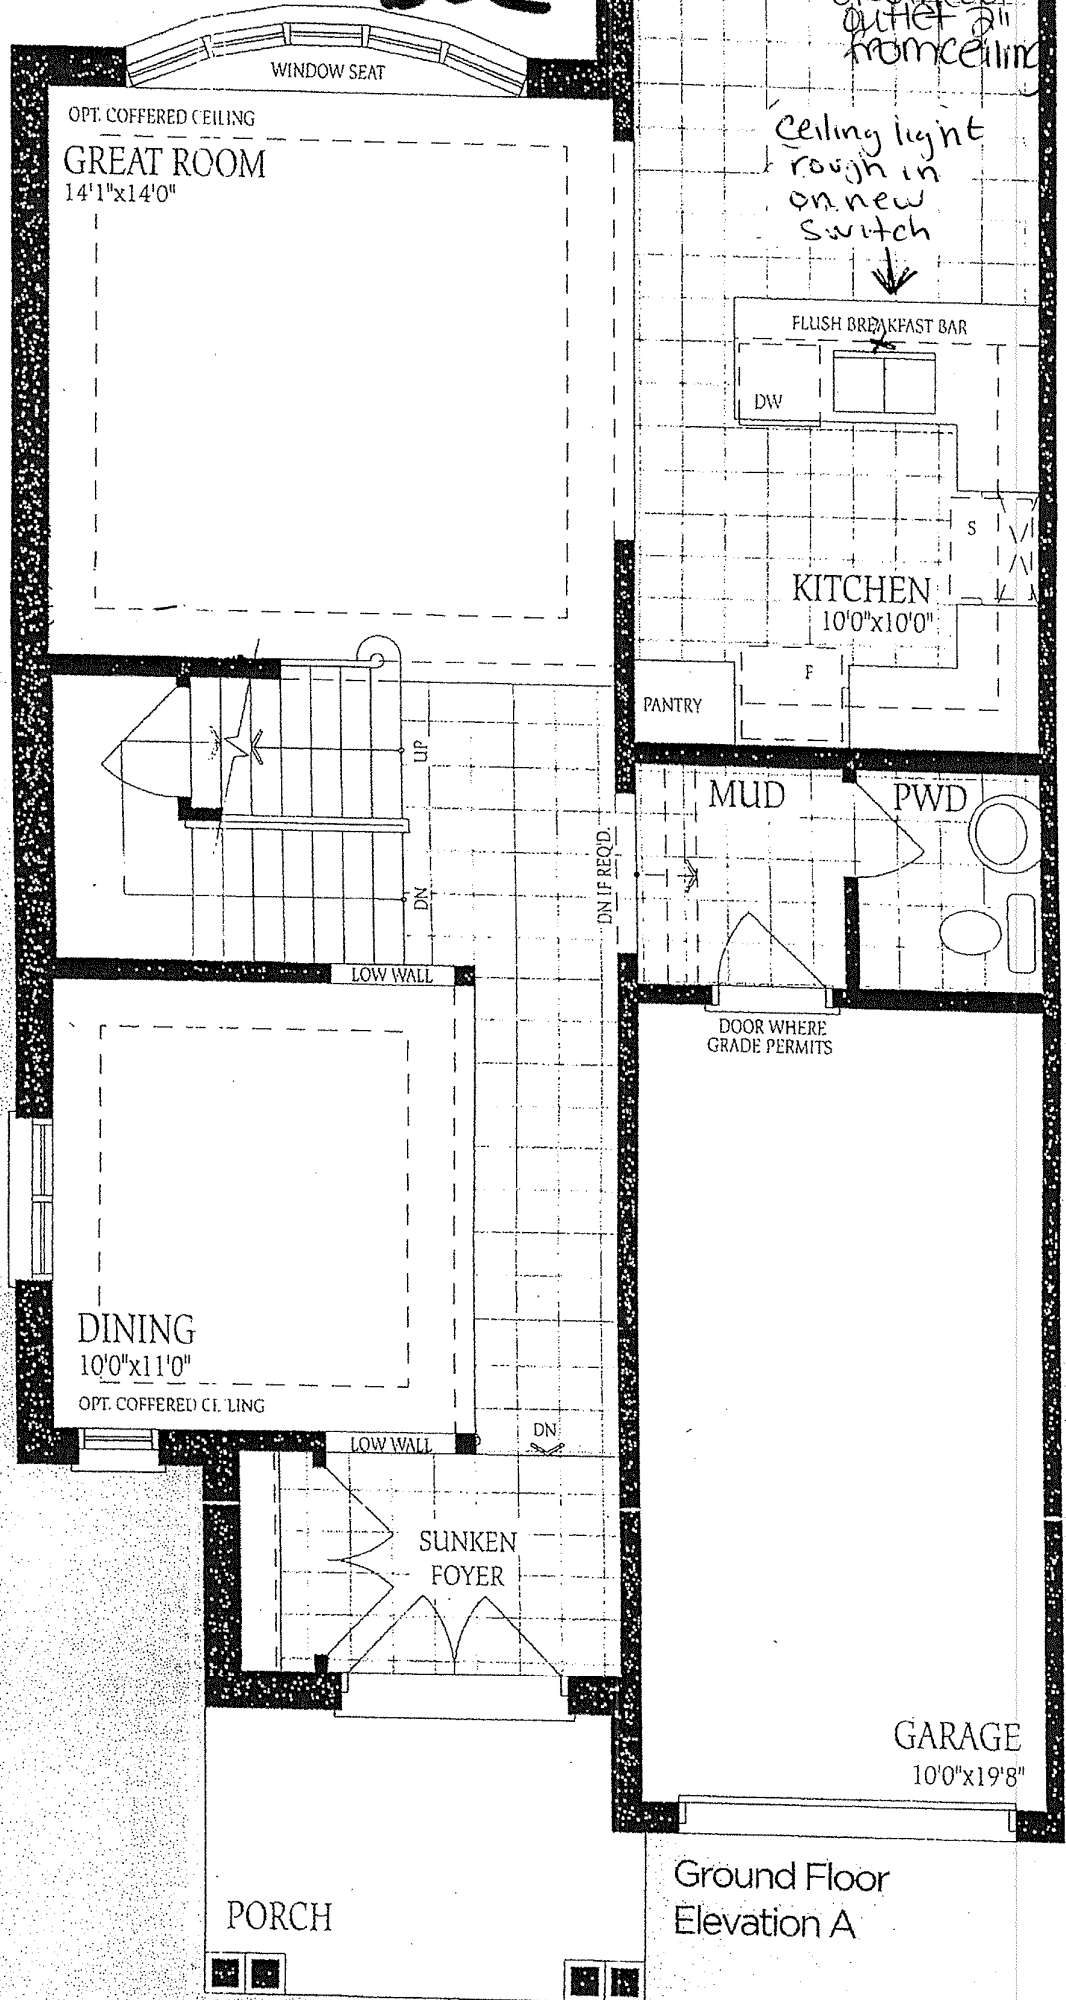 outlet 2"
from ceiling
WINDOW SEAT
OPT. COFFERED CEILING
GREAT ROOM
14'1"x14'0"
Ceiling light
rough in
on new
switch
FLUSH BREAKFAST BAR
DW
S
KITCHEN
10'0"x10'0"
F
PANTRY
UP
MUD
PWD
DN IF REQ'D.
DN
LOW WALL
DOOR WHERE
GRADE PERMITS
DINING
10'0"x11'0"
OPT. COFFERED CEILING
LOW WALL
DN
SUNKEN
FOYER
GARAGE
10'0"x19'8"
Ground Floor
Elevation A
PORCH